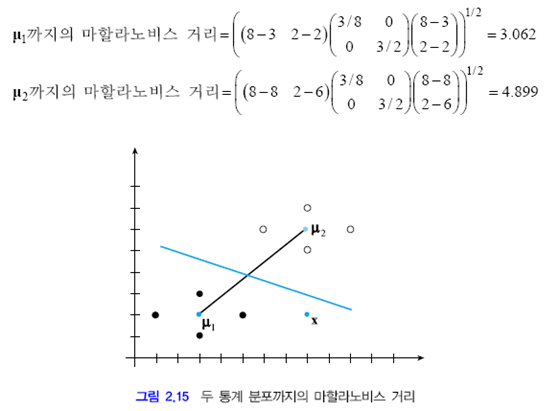 μ₁까지의 마할라노비스 거리=((8−3 2−2)(3/8 0 0 3/2)(8−3 2−2))^1/2 = 3.062
μ₂까지의 마할라노비스 거리=((8−8 2−6)(3/8 0 0 3/2)(8−8 2−6))^1/2 = 4.899
μ₂
μ₁
x
그림 2.15 두 통계 분포까지의 마할라노비스 거리